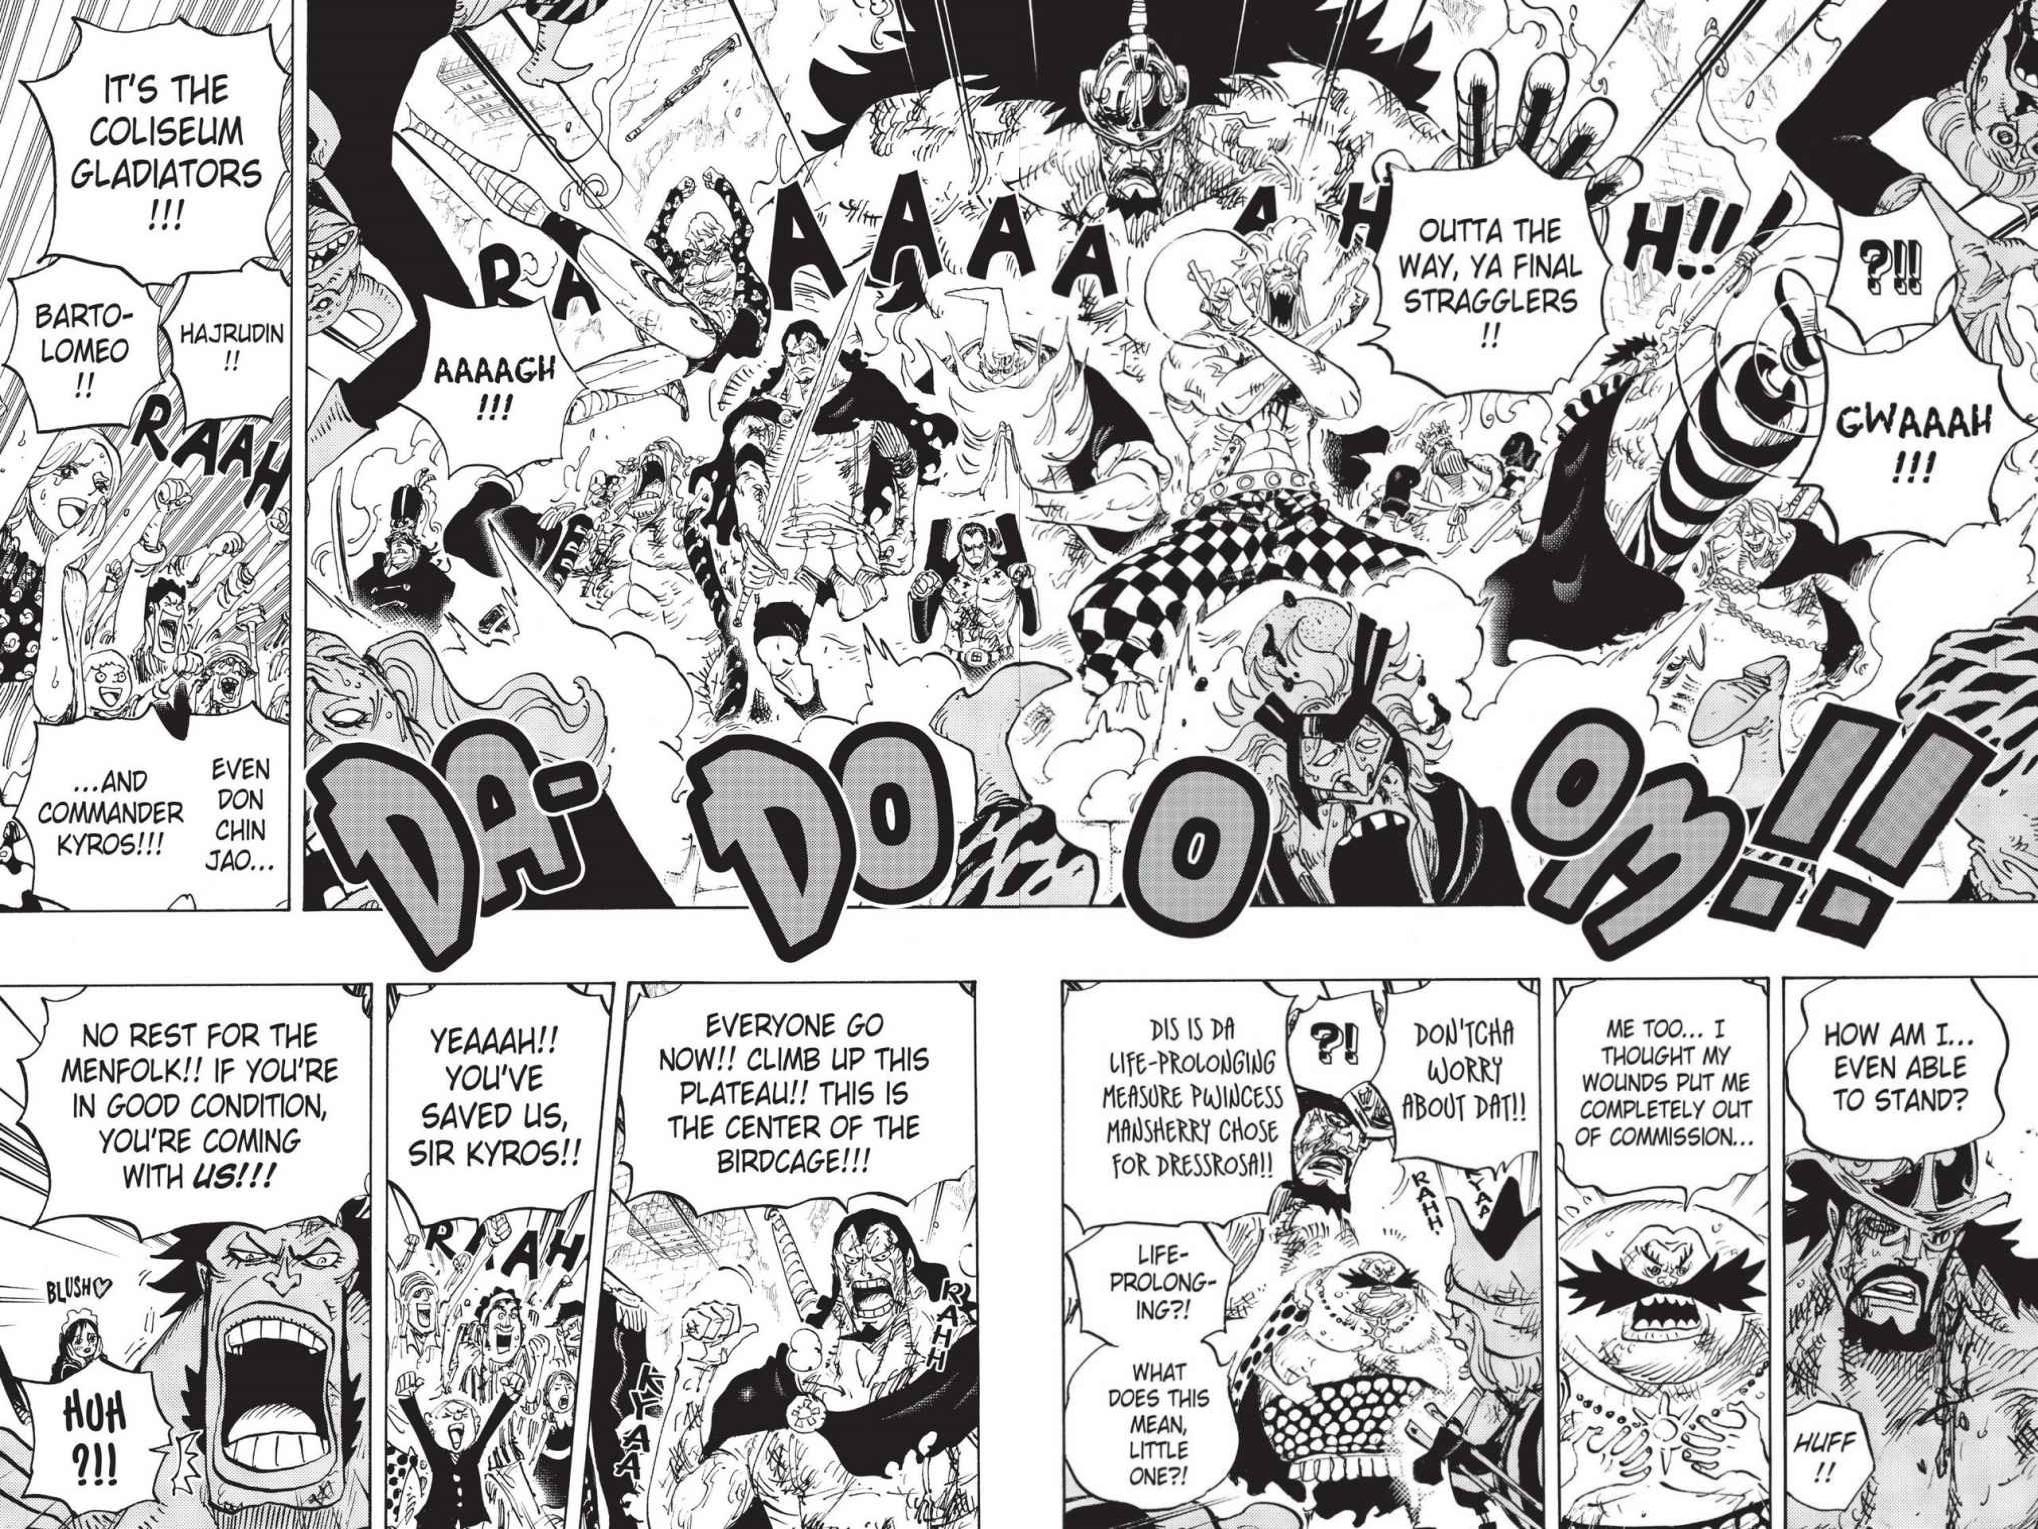 ?!!
GWAAAH
!!!
OUTTA THE
WAY, YA FINAL
STRAGGLERS
!!
RAAAAAAAHH!!
AAAAGH
!!!
DA-DOOOM!!
IT'S THE
COLISEUM
GLADIATORS
!!!
HAJRUDIN
!!
BARTO-
LOMEO
!!
RAAH
EVEN
DON
CHIN
JAO...
...AND
COMMANDER
KYROS!!!
HOW AM I...
EVEN ABLE
TO STAND?
HUFF
!!
ME TOO... I
THOUGHT MY
WOUNDS PUT ME
COMPLETELY OUT
OF COMMISSION...
DON'TCHA
WORRY
ABOUT DAT!!
?!
DIS IS DA
LIFE-PROLONGING
MEASURE PWINCESS
MANSHERRY CHOSE
FOR DRESSROSA!!
KYAA
RAHH
LIFE-
PROLONG-
ING?!
WHAT
DOES THIS
MEAN,
LITTLE
ONE?!
EVERYONE GO
NOW!! CLIMB UP THIS
PLATEAU!! THIS IS
THE CENTER OF THE
BIRDCAGE!!!
RAHH
KYAA
YEAAAH!!
YOU'VE
SAVED US,
SIR KYROS!!
RAAH
NO REST FOR THE
MENFOLK!! IF YOU'RE
IN GOOD CONDITION,
YOU'RE COMING
WITH US!!!
BLUSH♡
HUH
?!!